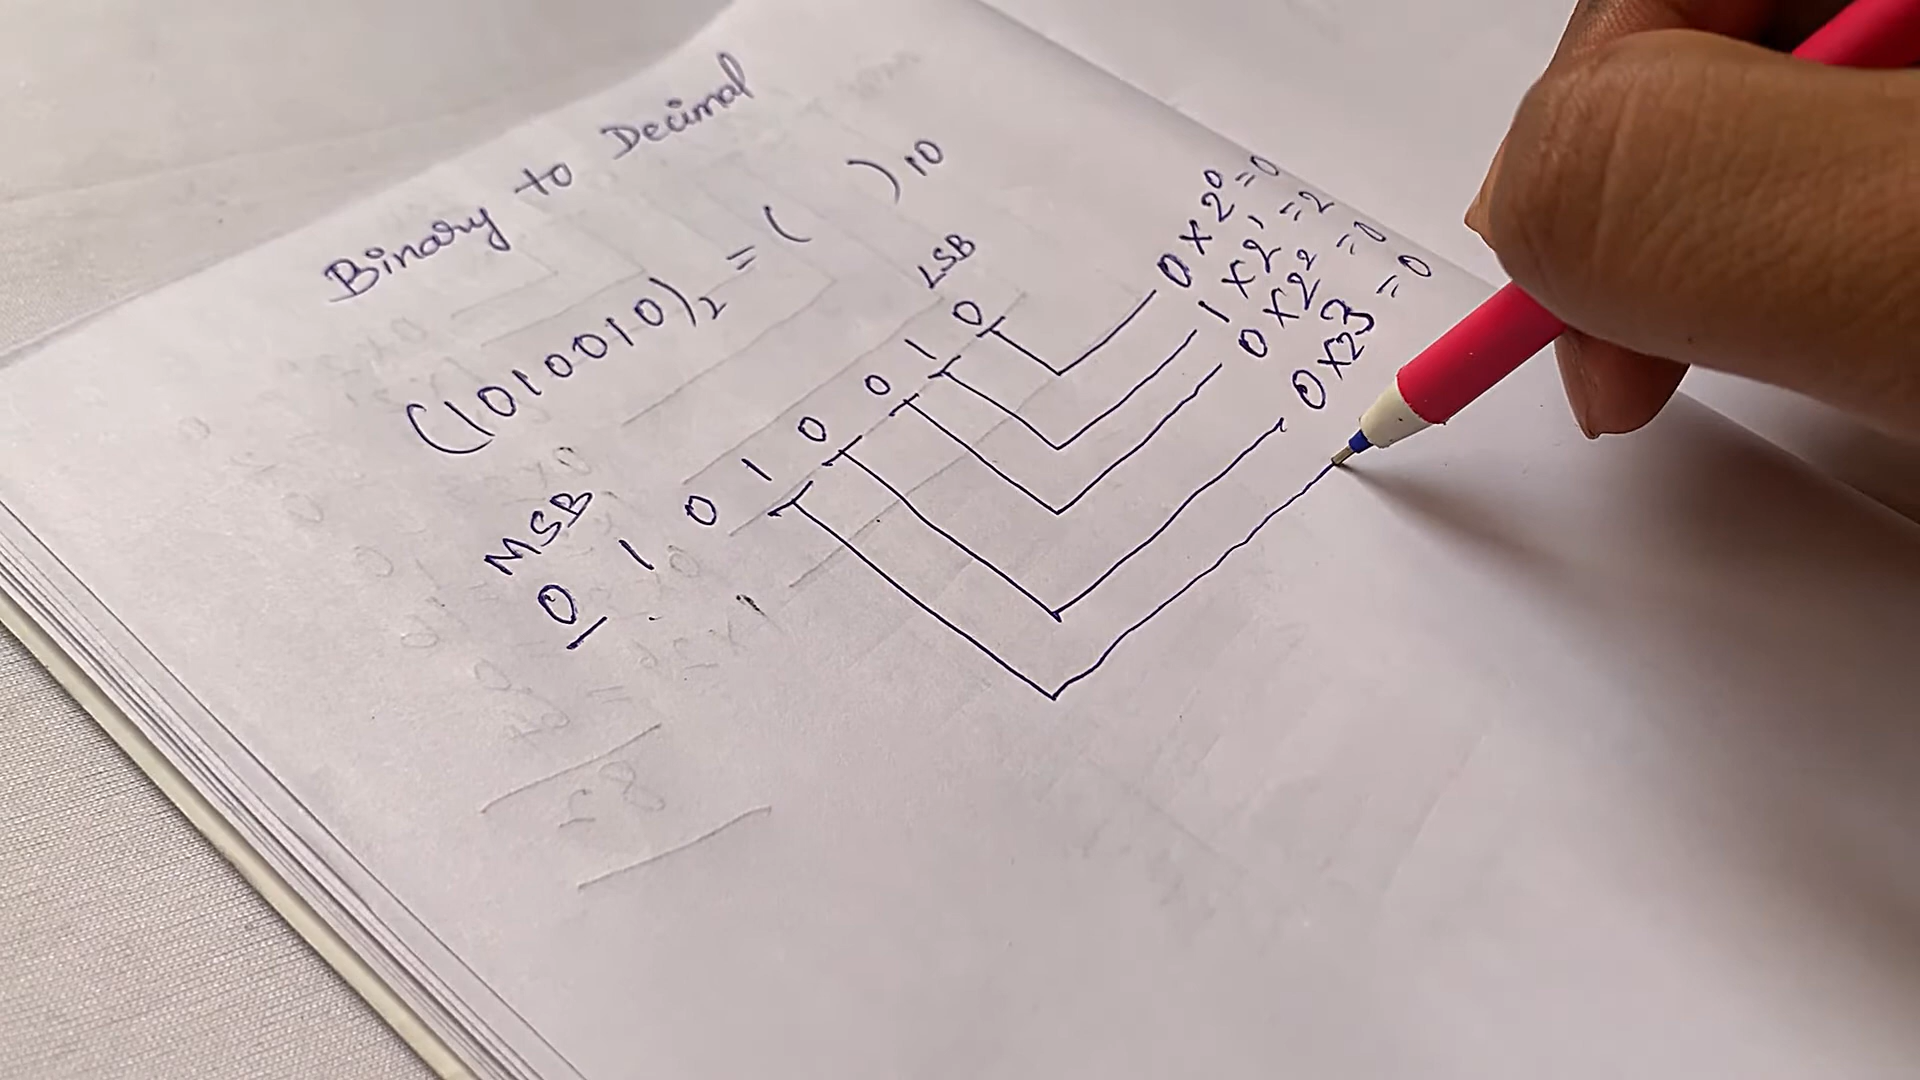 Binary to Decimal
(1010010)2 = ( )10
MSB LSB
0 1 0 1 0 0 1 0
0 × 2⁰ = 0
1 × 2¹ = 2
0 × 2² = 0
0 × 2³ = 0